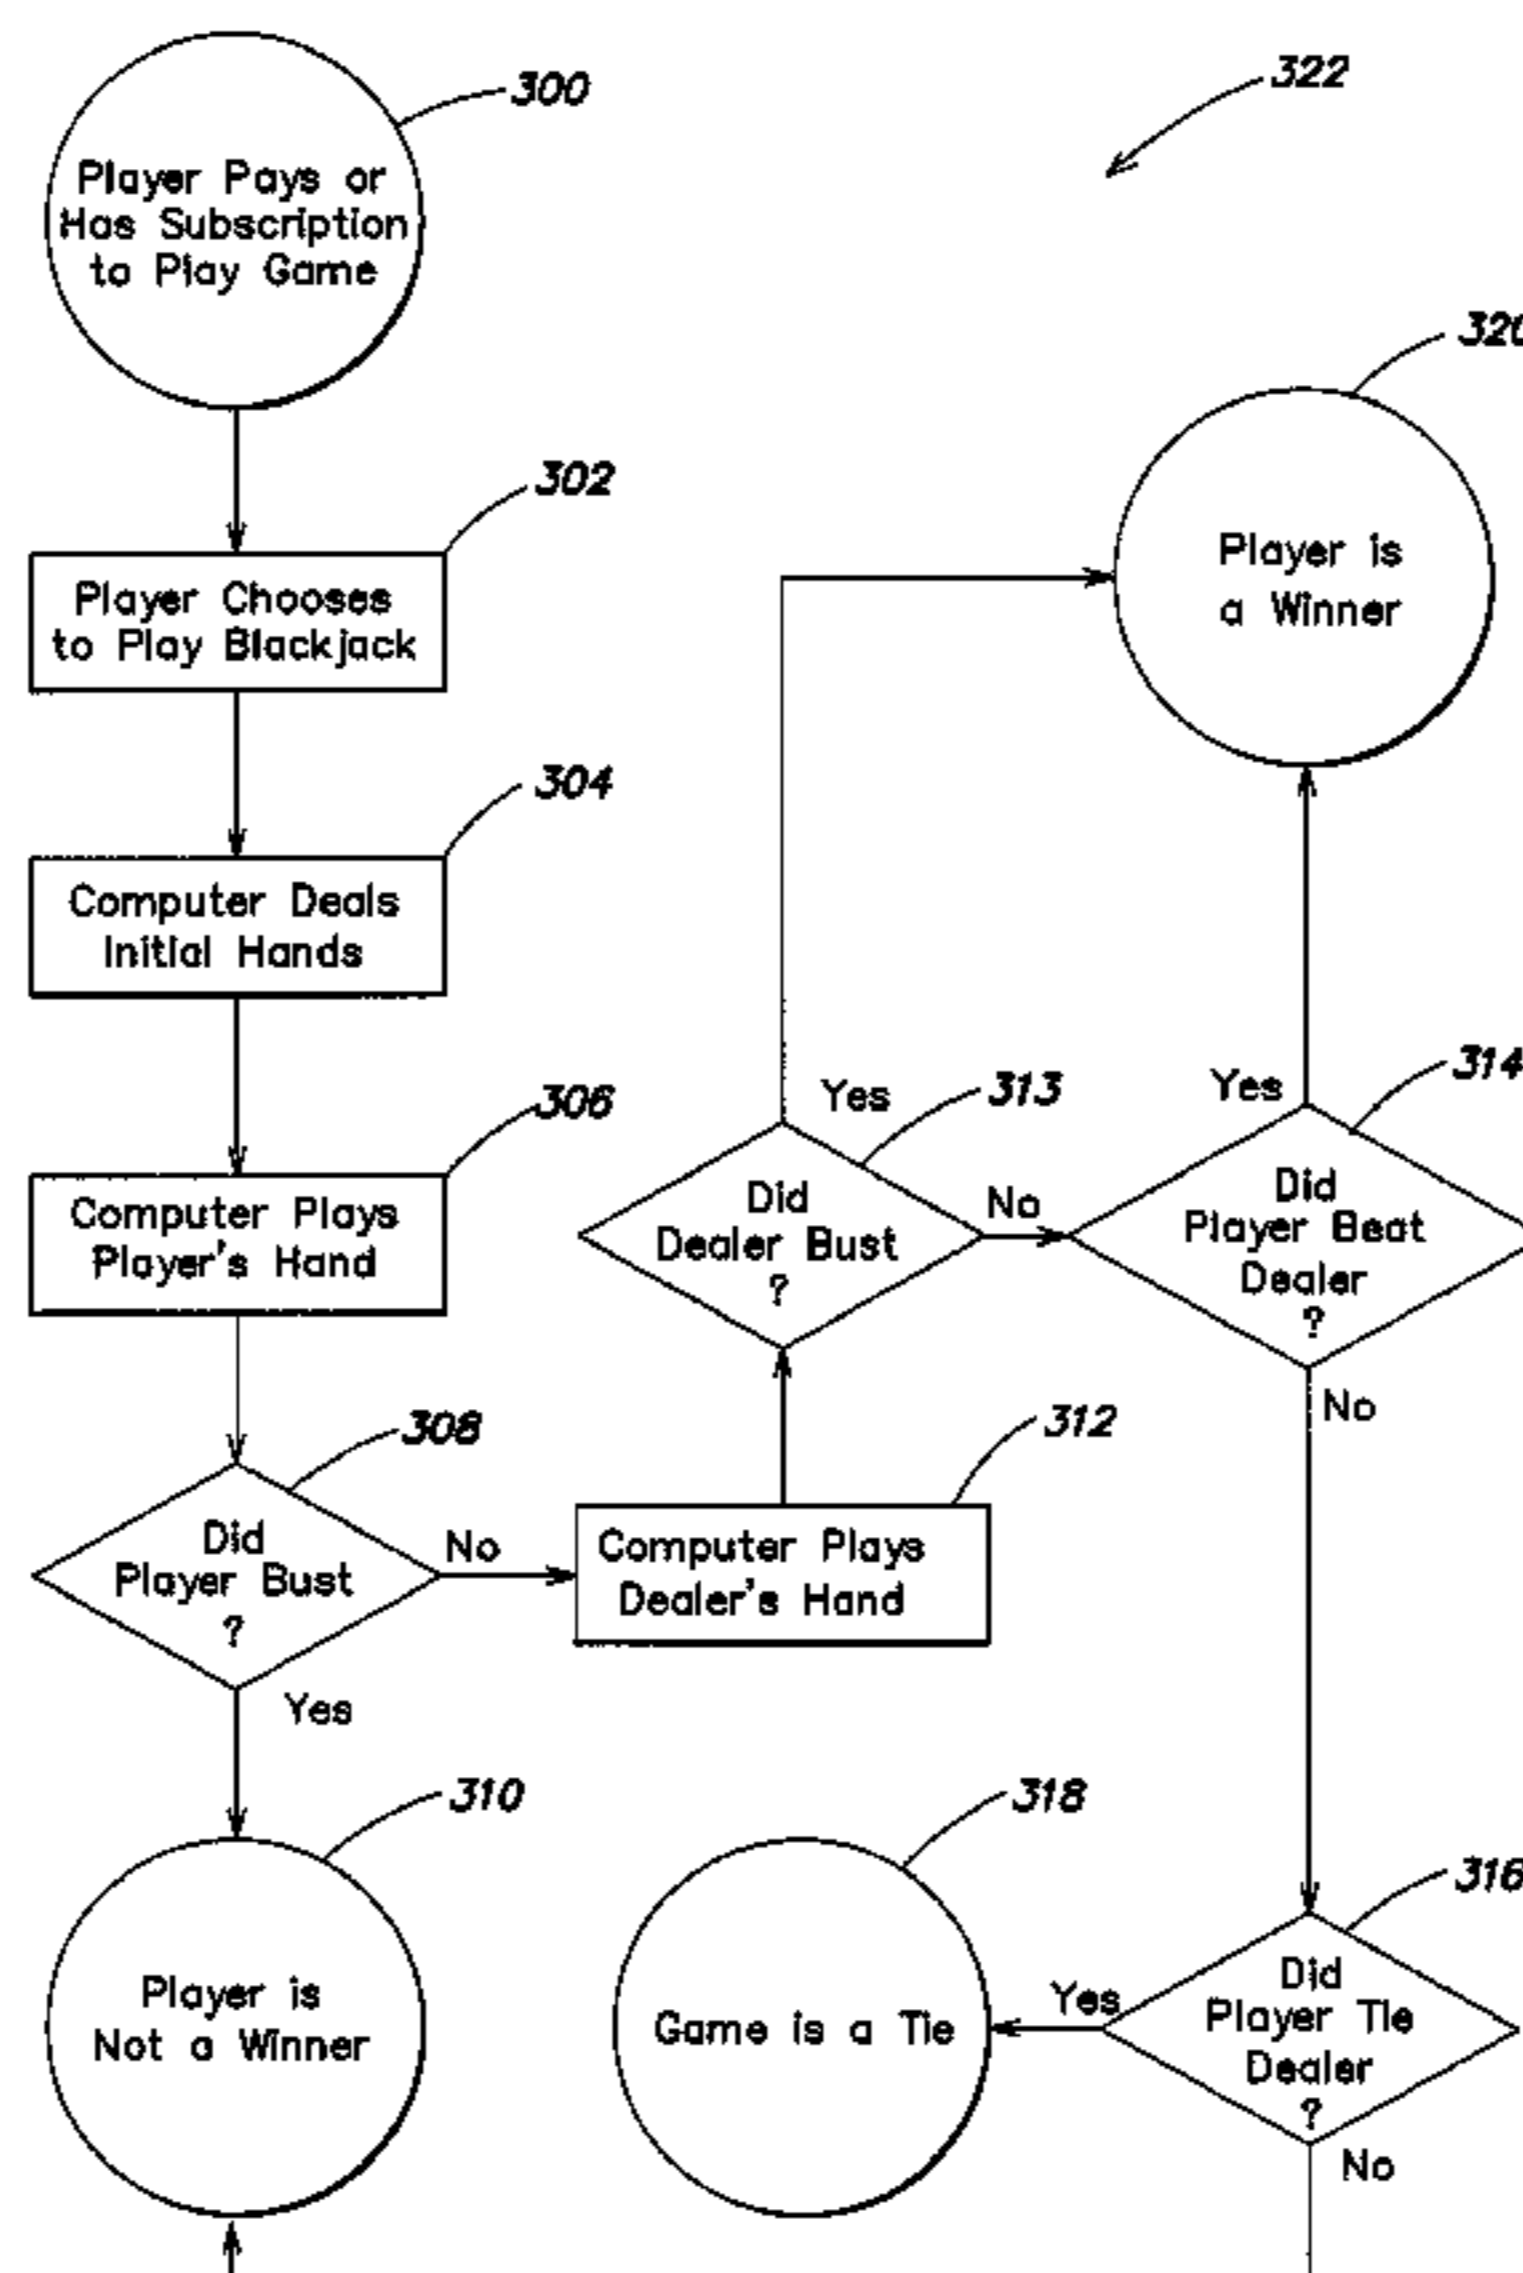 300
322
Player Pays or
Has Subscription
to Play Game
320
302
Player Chooses
to Play Blackjack
Player is
a Winner
304
Computer Deals
Initial Hands
306
Computer Plays
Player's Hand
Yes
313
Did
Dealer Bust
?
No
Yes
314
Did
Player Beat
Dealer
?
No
308
Did
Player Bust
?
No
Yes
312
Computer Plays
Dealer's Hand
310
Player is
Not a Winner
318
Game is a Tie
316
Yes
Did
Player Tie
Dealer
?
No